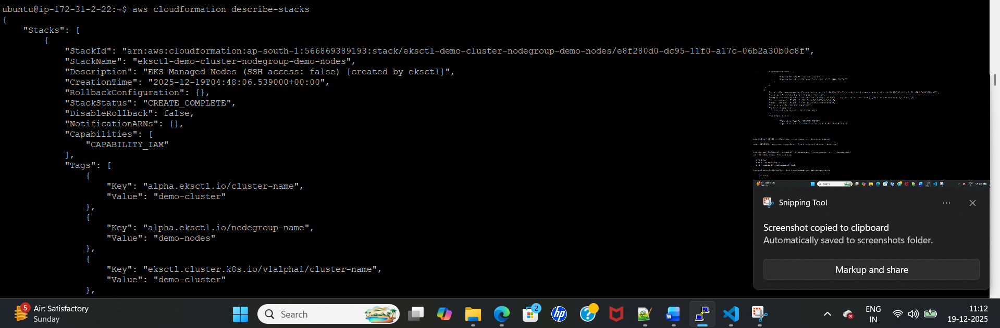 ubuntu@ip-172-31-2-22:~$ aws cloudformation describe-stacks
{
    "Stacks": [
        {
            "StackId": "arn:aws:cloudformation:ap-south-1:566869389193:stack/eksctl-demo-cluster-nodegroup-demo-nodes/e8f280d0-dc95-11f0-a17c-06b2a30b0c8f",
            "StackName": "eksctl-demo-cluster-nodegroup-demo-nodes",
            "Description": "EKS Managed Nodes (SSH access: false) [created by eksctl]",
            "CreationTime": "2025-12-19T04:48:06.539000+00:00",
            "RollbackConfiguration": {},
            "StackStatus": "CREATE_COMPLETE",
            "DisableRollback": false,
            "NotificationARNs": [],
            "Capabilities": [
                "CAPABILITY_IAM"
            ],
            "Tags": [
                {
                    "Key": "alpha.eksctl.io/cluster-name",
                    "Value": "demo-cluster"
                },
                {
                    "Key": "alpha.eksctl.io/nodegroup-name",
                    "Value": "demo-nodes"
                },
                {
                    "Key": "eksctl.cluster.k8s.io/v1alpha1/cluster-name",
                    "Value": "demo-cluster"
                },
Snipping Tool
Screenshot copied to clipboard
Automatically saved to screenshots folder.
Markup and share
5
Air: Satisfactory
Sunday
Search
2
hp
?
W
ENG
IN
11:12
19-12-2025